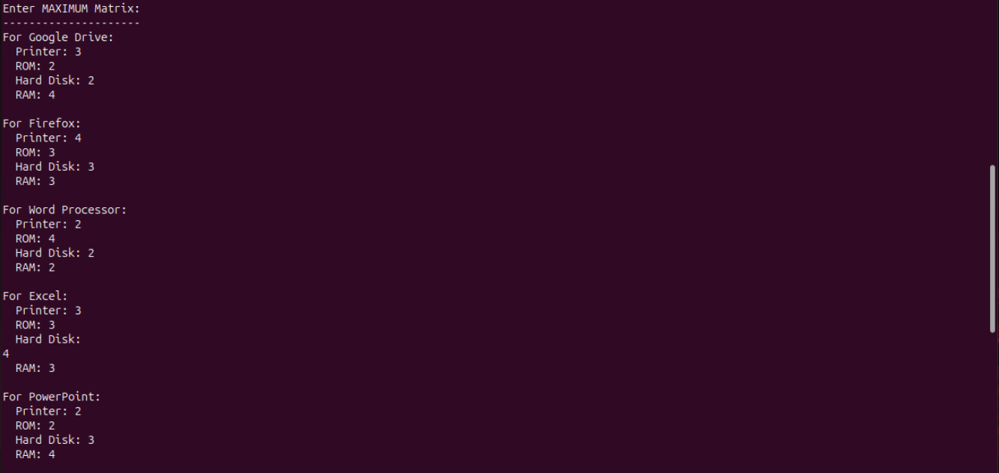 Enter MAXIMUM Matrix:
---------------------
For Google Drive:
  Printer: 3
  ROM: 2
  Hard Disk: 2
  RAM: 4

For Firefox:
  Printer: 4
  ROM: 3
  Hard Disk: 3
  RAM: 3

For Word Processor:
  Printer: 2
  ROM: 4
  Hard Disk: 2
  RAM: 2

For Excel:
  Printer: 3
  ROM: 3
  Hard Disk:
4
  RAM: 3

For PowerPoint:
  Printer: 2
  ROM: 2
  Hard Disk: 3
  RAM: 4